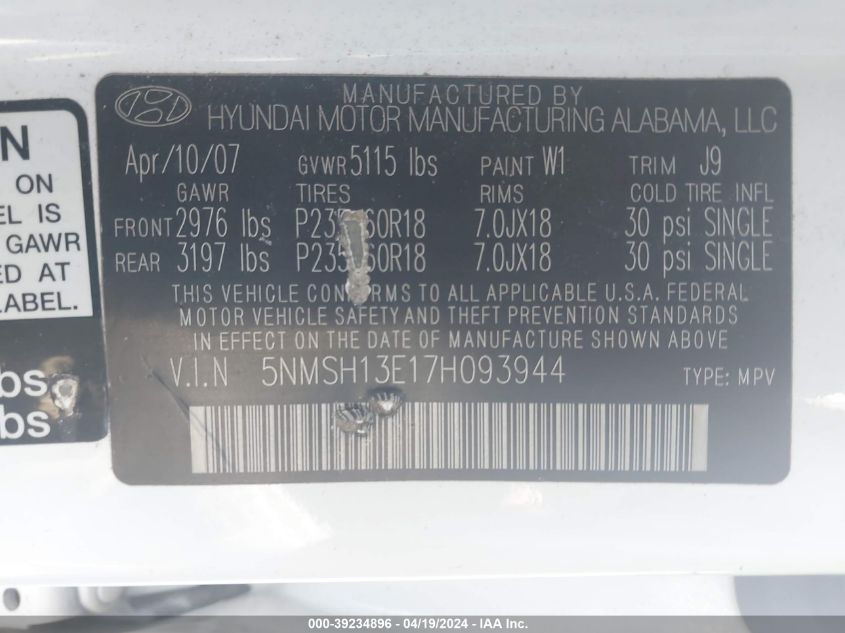 MANUFACTURED BY
HYUNDAI MOTOR MANUFACTURING ALABAMA, LLC
Apr/10/07 GVWR 5115 lbs PAINT W1 TRIM J9
GAWR TIRES RIMS COLD TIRE INFL
FRONT 2976 lbs 7.0JX18 30 psi SINGLE
REAR 3197 lbs 7.0JX18 30 psi SINGLE
THIS VEHICLE CONFORMS TO ALL APPLICABLE U.S.A. FEDERAL
MOTOR VEHICLE SAFETY AND THEFT PREVENTION STANDARDS
IN EFFECT ON THE DATE OF MANUFACTURE SHOWN ABOVE.
V.I.N 5NMSH13E17H093944 TYPE: MPV
N
ON
EL IS
GAWR
ED AT
LABEL.
bs
bs
000-39234896 - 04/19/2024 - IAA Inc.